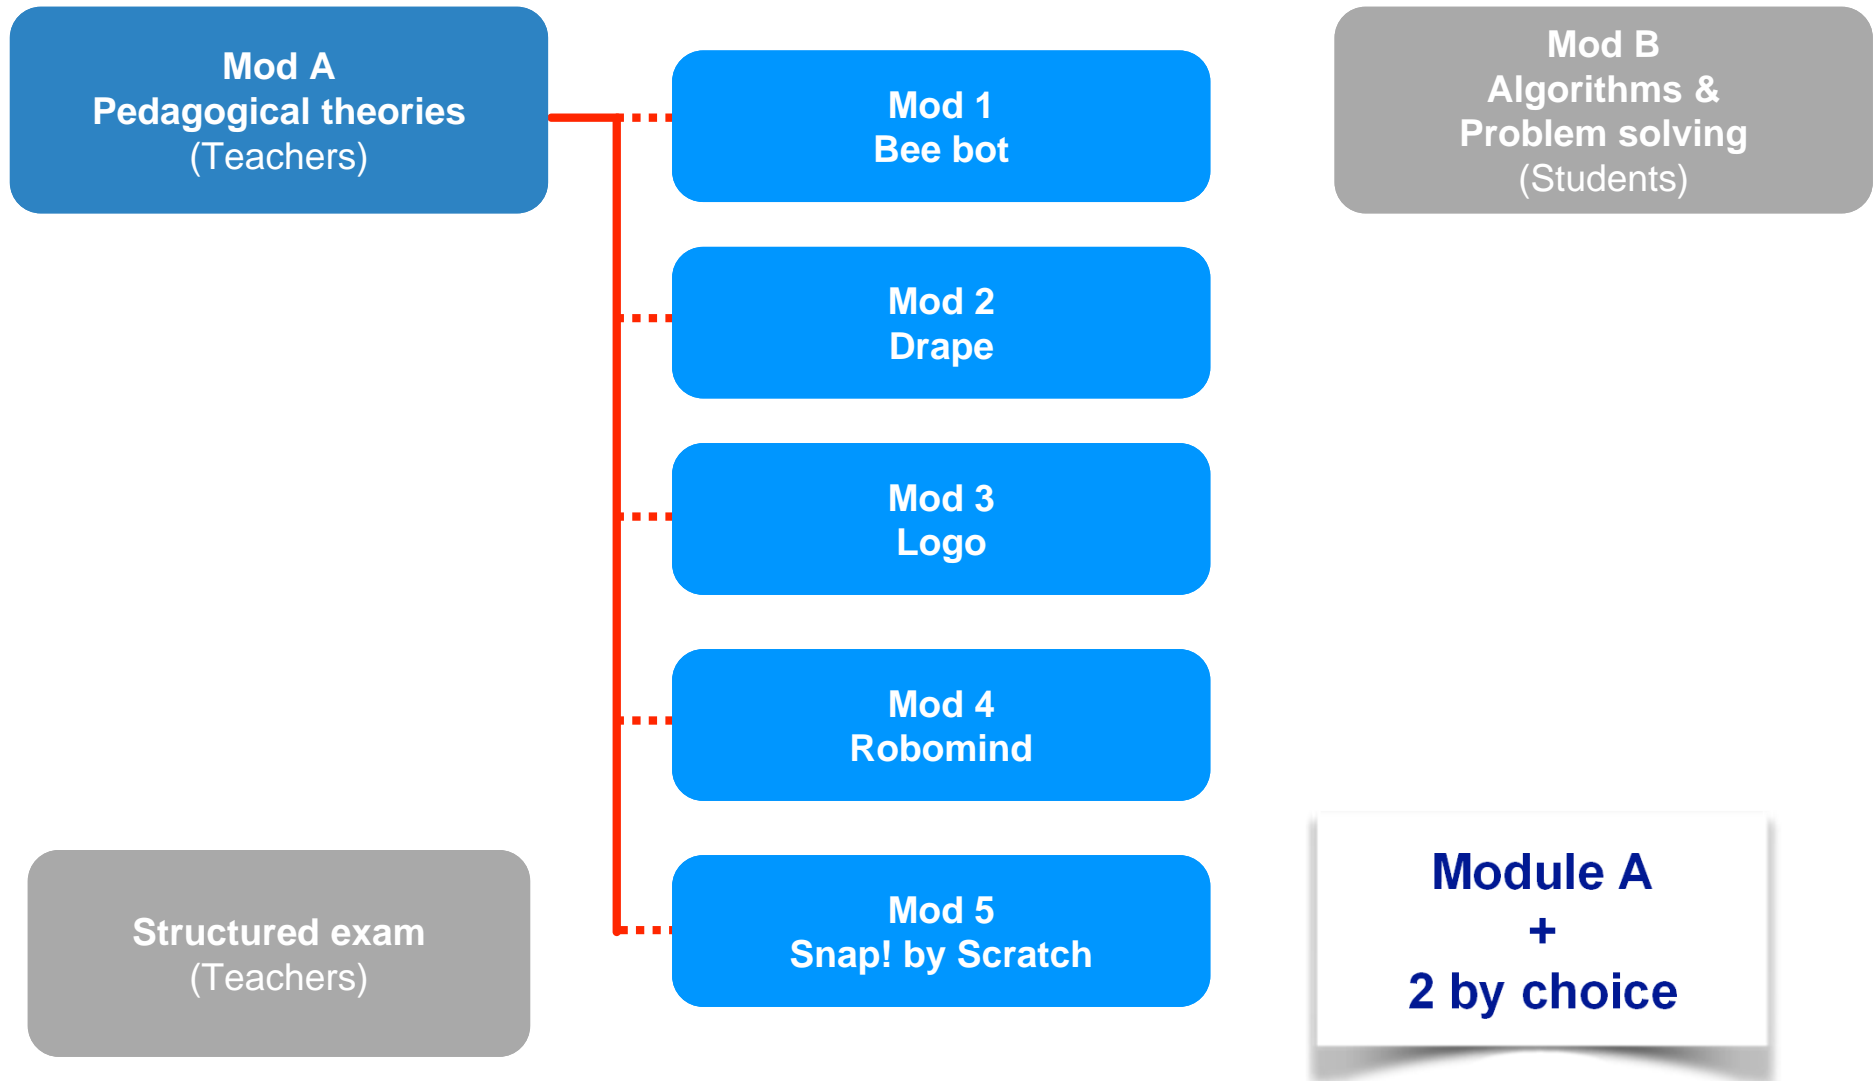 Mod A
Pedagogical theories
(Teachers)
Mod 1
Bee bot
Mod 2
Drape
Mod 3
Logo
Mod 4
Robomind
Mod 5
Snap! by Scratch
Mod B
Algorithms &
Problem solving
(Students)
Structured exam
(Teachers)
Module A
+
2 by choice